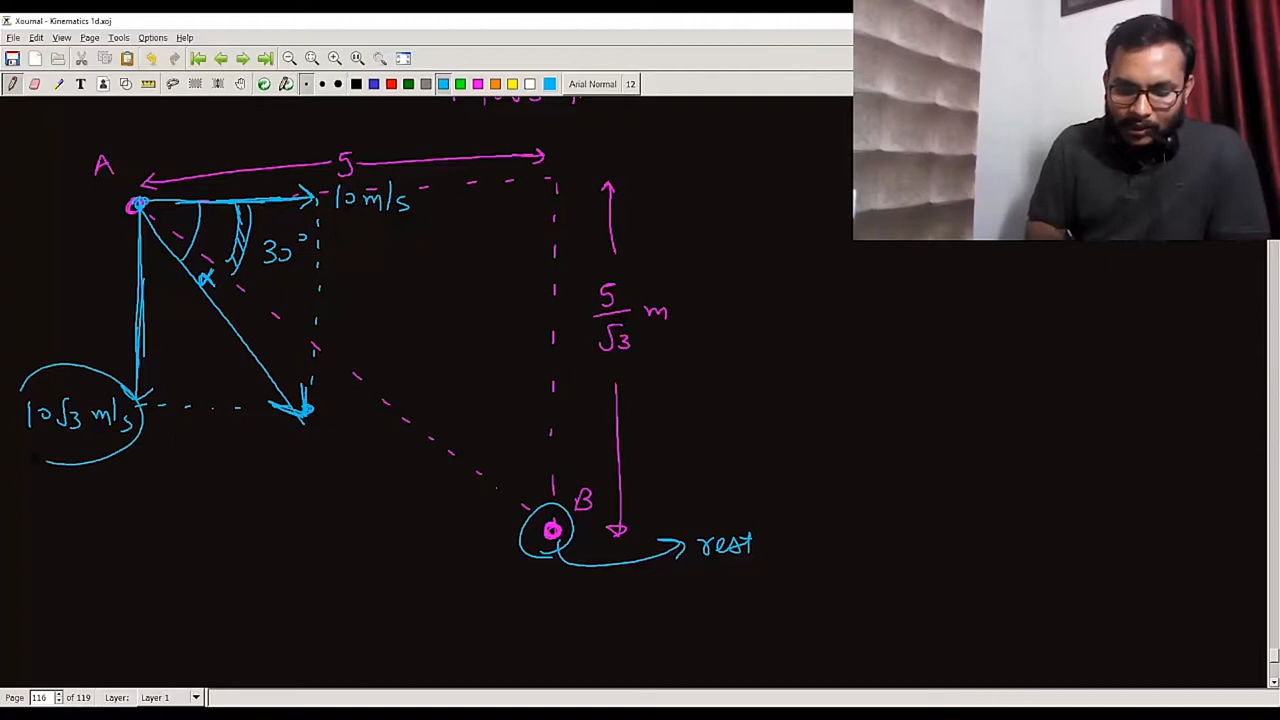 Xournal - Kinematics 1d.xoj
File Edit View Page Tools Options Help
T Arial Normal 12
A
5
10 m/s
30°
α
5/√3 m
10√3 m/s
B
rest
Page 116 of 119 Layer: Layer 1